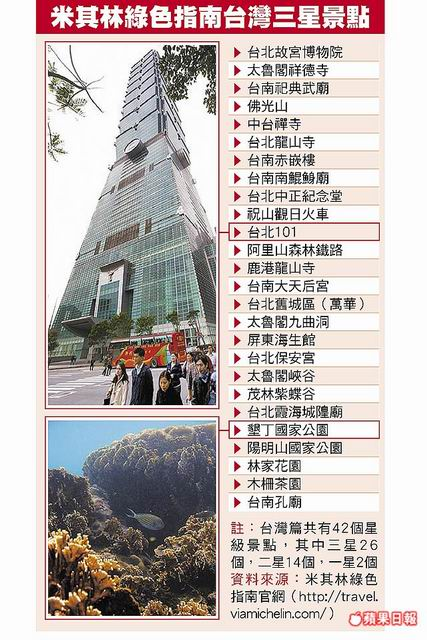 米其林綠色指南台灣三星景點
台北故宮博物院
太魯閣祥德寺
台南祀典武廟
佛光山
中台禪寺
台北龍山寺
台南赤嵌樓
台南南鯤鯓廟
台北中正紀念堂
祝山觀日火車
台北101
阿里山森林鐵路
鹿港龍山寺
台南大天后宮
台北舊城區（萬華）
太魯閣九曲洞
屏東海生館
台北保安宮
太魯閣峽谷
茂林紫蝶谷
台北霞海城隍廟
墾丁國家公園
陽明山國家公園
林家花園
木柵茶園
台南孔廟
註：台灣篇共有42個星
級景點，其中三星26
個，二星14個，一星2個
資料來源：米其林綠色
指南官網（http://travel.
viamichelin.com/）
蘋果日報